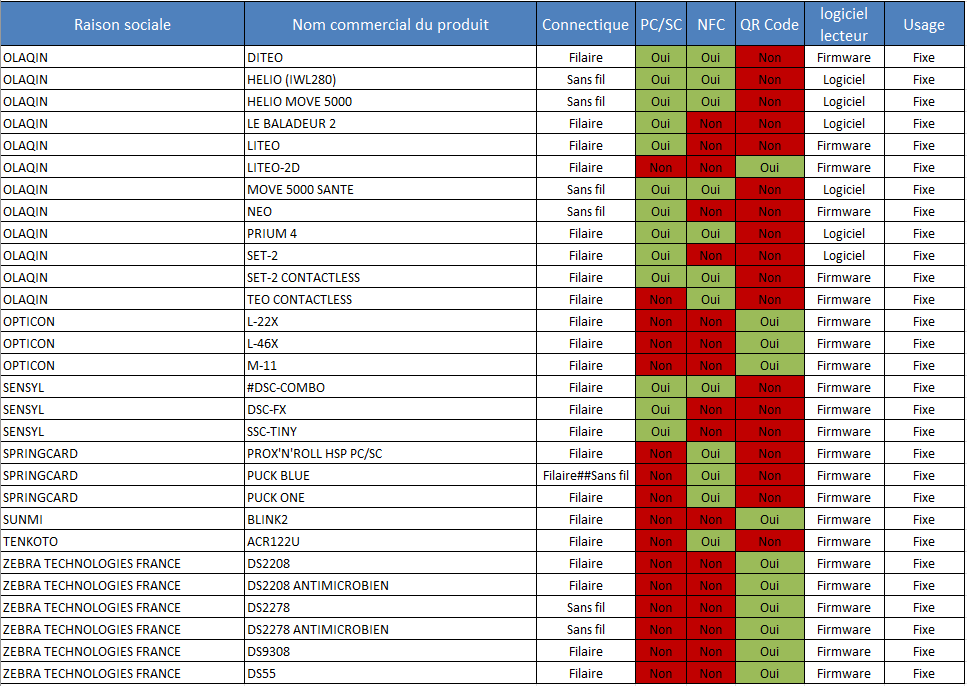 Raison sociale Nom commercial du produit Connectique PC/SC NFC QR Code logiciel lecteur Usage
OLAQIN DITEO Filaire Oui Oui Non Firmware Fixe
OLAQIN HELIO (IWL280) Sans fil Oui Oui Non Logiciel Fixe
OLAQIN HELIO MOVE 5000 Sans fil Oui Oui Non Logiciel Fixe
OLAQIN LE BALADEUR 2 Filaire Oui Non Non Logiciel Fixe
OLAQIN LITEO Filaire Oui Non Non Firmware Fixe
OLAQIN LITEO-2D Filaire Non Non Oui Firmware Fixe
OLAQIN MOVE 5000 SANTE Sans fil Oui Oui Non Logiciel Fixe
OLAQIN NEO Sans fil Oui Non Non Firmware Fixe
OLAQIN PRIUM 4 Filaire Oui Oui Non Logiciel Fixe
OLAQIN SET-2 Filaire Oui Non Non Logiciel Fixe
OLAQIN SET-2 CONTACTLESS Filaire Oui Oui Non Firmware Fixe
OLAQIN TEO CONTACTLESS Filaire Non Oui Non Firmware Fixe
OPTICON L-22X Filaire Non Non Oui Firmware Fixe
OPTICON L-46X Filaire Non Non Oui Firmware Fixe
OPTICON M-11 Filaire Non Non Oui Firmware Fixe
SENSYL #DSC-COMBO Filaire Oui Oui Non Firmware Fixe
SENSYL DSC-FX Filaire Oui Non Non Firmware Fixe
SENSYL SSC-TINY Filaire Oui Non Non Firmware Fixe
SPRINGCARD PROX'N'ROLL HSP PC/SC Filaire Non Oui Non Firmware Fixe
SPRINGCARD PUCK BLUE Filaire##Sans fil Non Oui Non Firmware Fixe
SPRINGCARD PUCK ONE Filaire Non Oui Non Firmware Fixe
SUNMI BLINK2 Filaire Non Non Oui Firmware Fixe
TENKOTO ACR122U Filaire Non Oui Non Firmware Fixe
ZEBRA TECHNOLOGIES FRANCE DS2208 Filaire Non Non Oui Firmware Fixe
ZEBRA TECHNOLOGIES FRANCE DS2208 ANTIMICROBIEN Filaire Non Non Oui Firmware Fixe
ZEBRA TECHNOLOGIES FRANCE DS2278 Sans fil Non Non Oui Firmware Fixe
ZEBRA TECHNOLOGIES FRANCE DS2278 ANTIMICROBIEN Sans fil Non Non Oui Firmware Fixe
ZEBRA TECHNOLOGIES FRANCE DS9308 Filaire Non Non Oui Firmware Fixe
ZEBRA TECHNOLOGIES FRANCE DS55 Filaire Non Non Oui Firmware Fixe